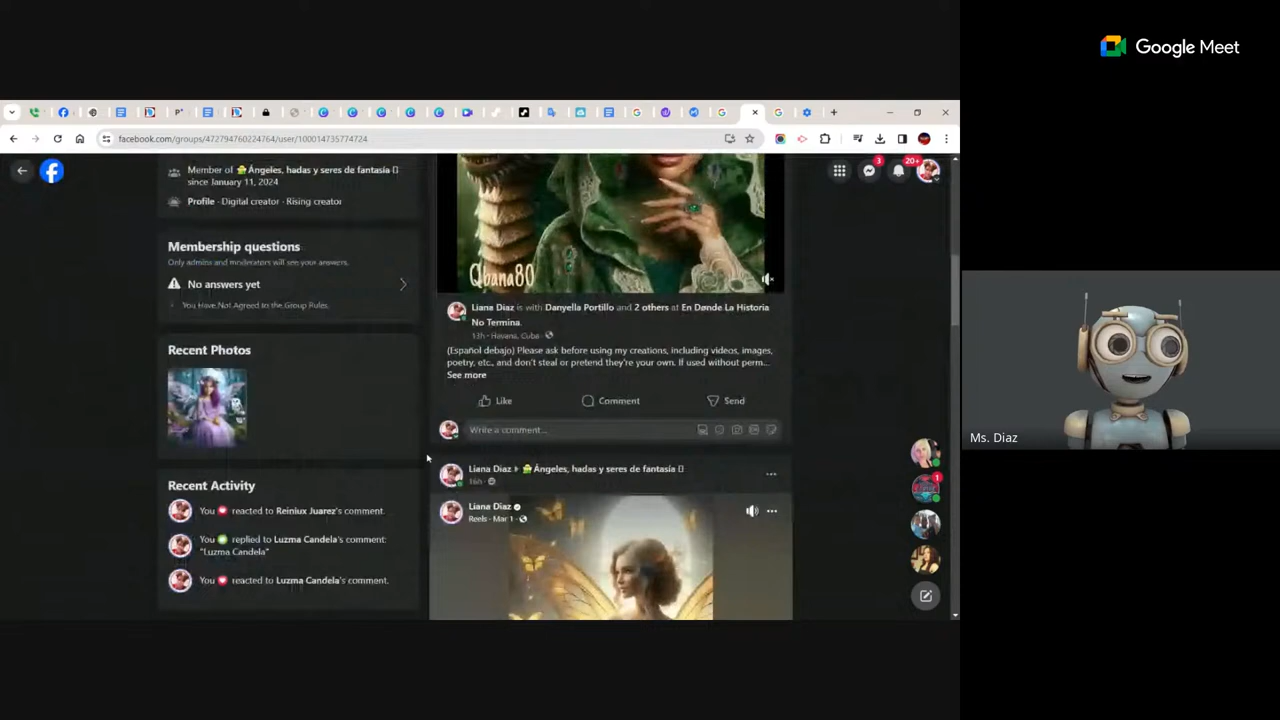 Google Meet
facebook.com/groups/472794760224764/user/100014735774724
Member of Ángeles, hadas y seres de fantasía
since January 11, 2024
Profile · Digital creator · Rising creator
Membership questions
Only admins and moderators will see your answers.
No answers yet
You Have Not Agreed to the Group Rules.
Recent Photos
Recent Activity
You reacted to Reiniux Juarez's comment.
You replied to Luzma Candela's comment:
"Luzma Candela"
You reacted to Luzma Candela's comment.
Qbana80
Liana Diaz is with Danyella Portillo and 2 others at En Dónde La Historia
No Termina.
13h · Havana, Cuba ·
(Español debajo) Please ask before using my creations, including videos, images,
poetry, etc., and don't steal or pretend they're your own. If used without perm...
See more
Like
Comment
Send
Write a comment...
Liana Diaz Ángeles, hadas y seres de fantasía
16h ·
Liana Diaz
Reels · Mar 1 ·
3
20+
1
Ms. Diaz